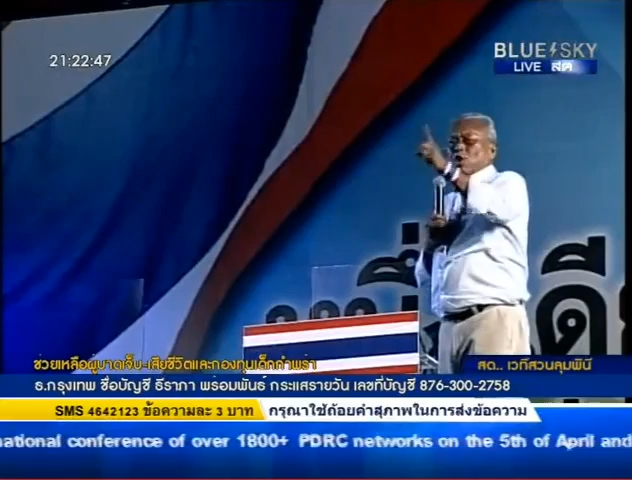 21:22:47
BLUE SKY
LIVE สด
หนึ่ง
เดีย
ช่วยเหลือผู้บาดเจ็บ-เสียชีวิตและกองทุนเด็กกำพร้า
สด.. เวทีสวนลุมพินี
ธ.กรุงเทพ ชื่อบัญชี ธีราภา พร้อมพันธ์ กระแสรายวัน เลขที่บัญชี 876-300-2758
SMS 4642123 ข้อความละ 3 บาท กรุณาใช้ถ้อยคำสุภาพในการส่งข้อความ
national conference of over 1800+ PDRC networks on the 5th of April and